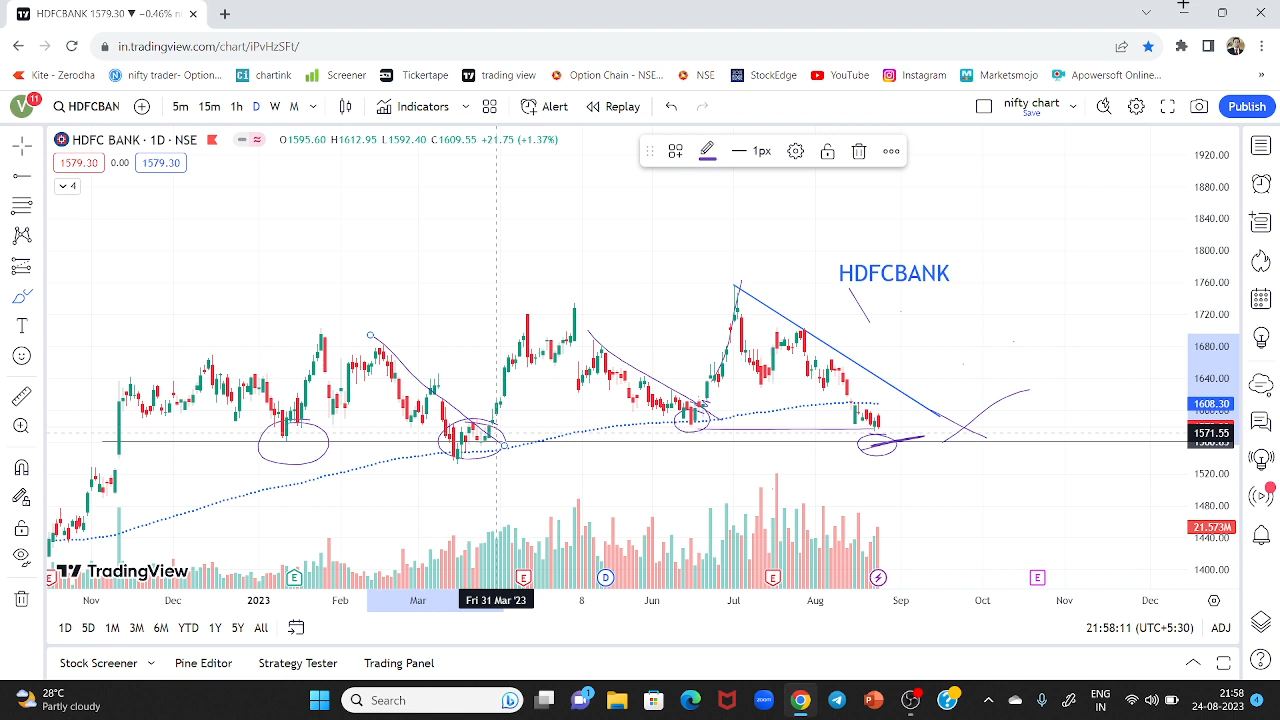 HDFCBANK 1579.30 ▼ −0.46%
in.tradingview.com/chart/iPVHzSFt/
Kite - Zerodha
nifty trader- Option...
chartink
Screener
Tickertape
trading view
Option Chain - NSE...
NSE
StockEdge
YouTube
Instagram
Marketsmojo
Apowersoft Online...
»
V 11
HDFCBAN
5m 15m 1h D W M
Indicators
Alert
Replay
nifty chart
Save
Publish
HDFC BANK · 1D · NSE
O1595.60 H1612.95 L1592.40 C1609.55 +21.75 (+1.37%)
1px
1579.30 0.00 1579.30
4
1920.00
1880.00
1840.00
1800.00
HDFCBANK
1760.00
1720.00
1680.00
1640.00
1608.30
1571.55
1520.00
1480.00
21.573M
1440.00
1400.00
TradingView
E E E D E E
Nov Dec 2023 Feb Mar Fri 31 Mar '23 8 Jun Jul Aug Sep Oct Nov Dec
1D 5D 1M 3M 6M YTD 1Y 5Y All
21:58:11 (UTC+5:30) ADJ
Stock Screener
Pine Editor
Strategy Tester
Trading Panel
28°C
Partly cloudy
Search
1
zoom
ENG
IN
21:58
24-08-2023
4